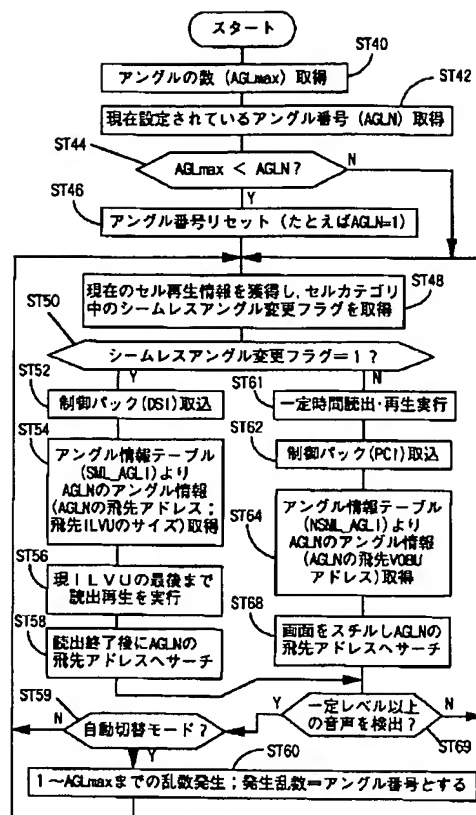 スタート
ST40
アングルの数 (AGLmax) 取得
ST42
現在設定されているアングル番号 (AGLN) 取得
ST44
AGLmax < AGLN?
N
Y
ST46
アングル番号リセット (たとえばAGLN=1)
ST48
現在のセル再生情報を獲得し,セルカテゴリ
中のシームレスアングル変更フラグを取得
ST50
シームレスアングル変更フラグ=1?
Y
N
ST52
制御パック(DSI)取込
ST61
一定時間読出・再生実行
ST62
制御パック(PCI)取込
ST54
アングル情報テーブル
(SML_AGLI)より
AGLNのアングル情報
(AGLNの飛先アドレス;
飛先ILVUのサイズ)取得
ST64
アングル情報テーブル
(NSML_AGLI)より
AGLNのアングル情報
(AGLNの飛先VOBU
アドレス)取得
ST56
現ILVUの最後まで
読出再生を実行
ST58
読出終了後にAGLNの
飛先アドレスへサーチ
ST68
画面をスチルしAGLNの
飛先アドレスへサーチ
ST59
N
自動切替モード?
Y
Y
一定レベル以上
の音声を検出?
N
ST69
ST60
1~AGLmaxまでの乱数発生;発生乱数=アングル番号とする